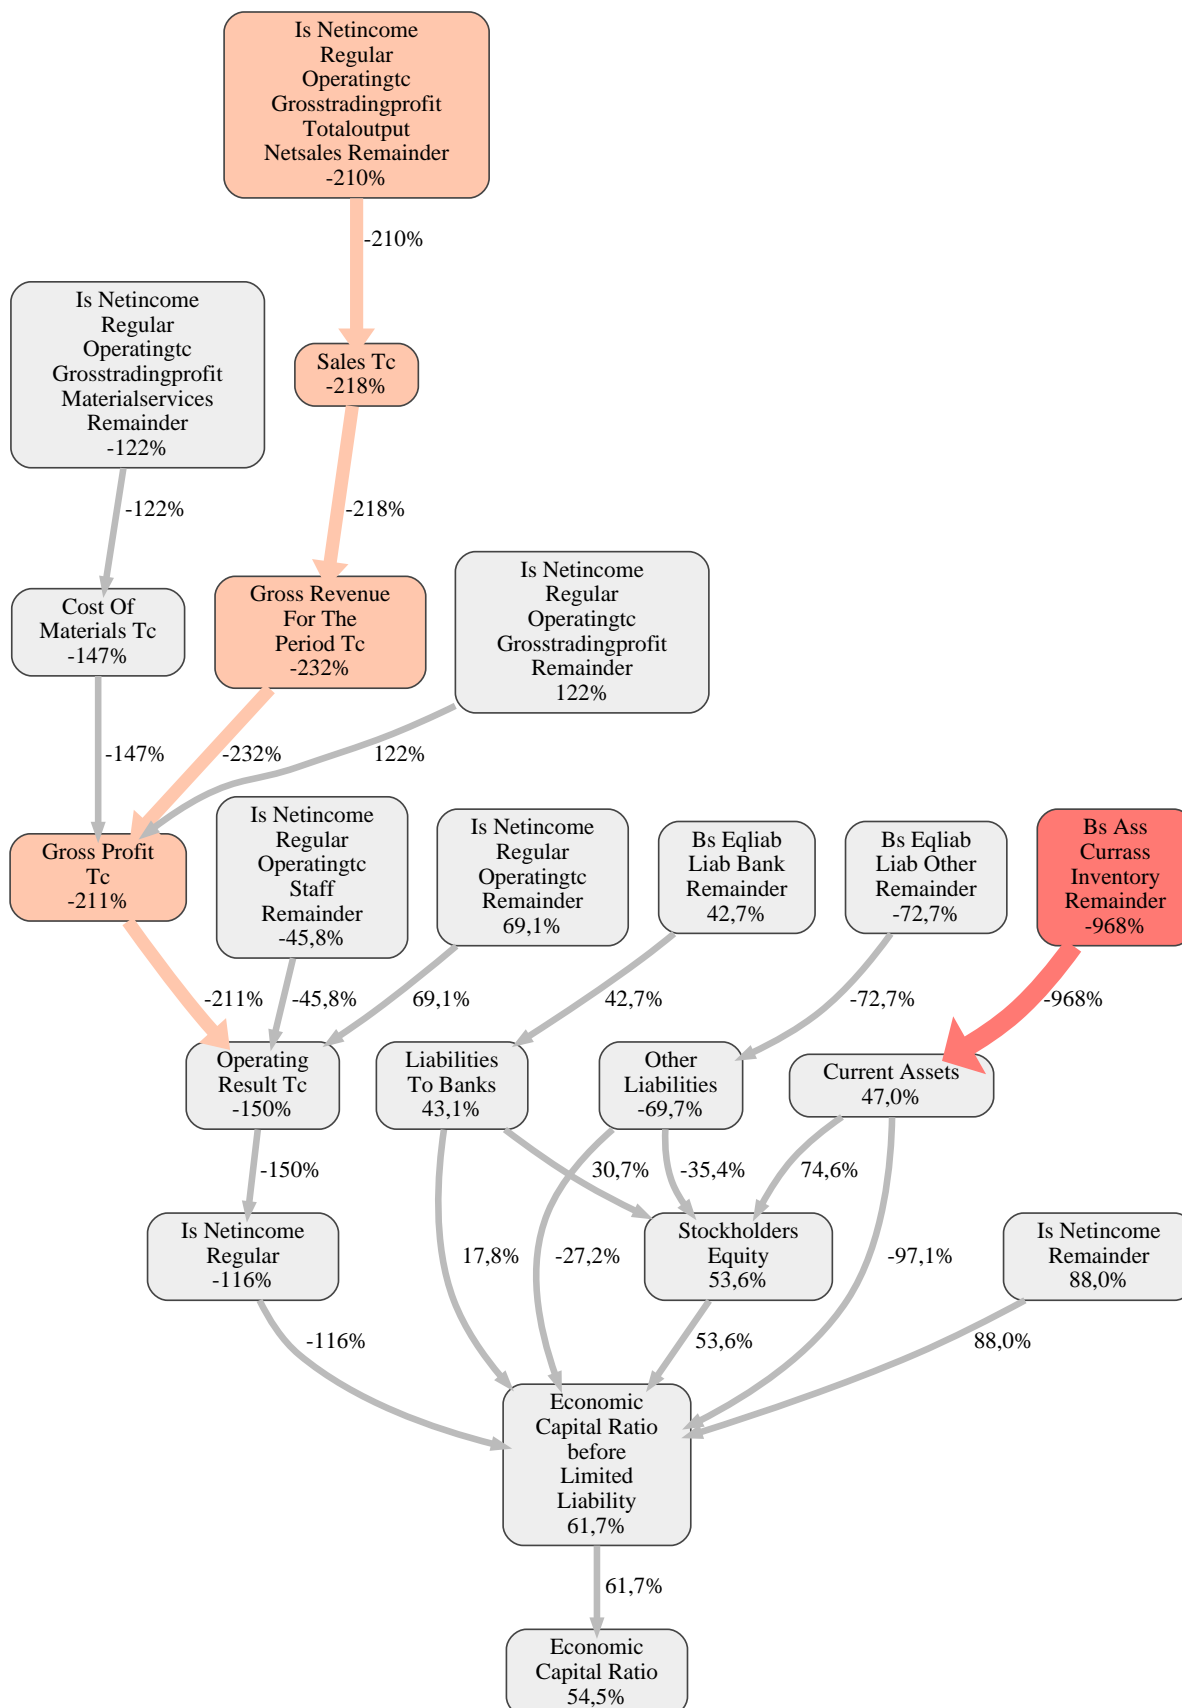 Is Netincome
Regular
Operatingtc
Grosstradingprofit
Totaloutput
Netsales Remainder
-210%
-210%
Is Netincome
Regular
Operatingtc
Grosstradingprofit
Materialservices
Remainder
-122%
Sales Tc
-218%
-122%
-218%
Cost Of
Materials Tc
-147%
Gross Revenue
For The
Period Tc
-232%
Is Netincome
Regular
Operatingtc
Grosstradingprofit
Remainder
122%
-147%
-232%
122%
Gross Profit
Tc
-211%
Is Netincome
Regular
Operatingtc
Staff
Remainder
-45,8%
Is Netincome
Regular
Operatingtc
Remainder
69,1%
Bs Eqliab
Liab Bank
Remainder
42,7%
Bs Eqliab
Liab Other
Remainder
-72,7%
Bs Ass
Currass
Inventory
Remainder
-968%
-211%
-45,8%
69,1%
42,7%
-72,7%
-968%
Operating
Result Tc
-150%
Liabilities
To Banks
43,1%
Other
Liabilities
-69,7%
Current Assets
47,0%
-150%
30,7%
-35,4%
74,6%
Is Netincome
Regular
-116%
17,8%
-27,2%
Stockholders
Equity
53,6%
-97,1%
Is Netincome
Remainder
88,0%
-116%
53,6%
88,0%
Economic
Capital Ratio
before
Limited
Liability
61,7%
61,7%
Economic
Capital Ratio
54,5%